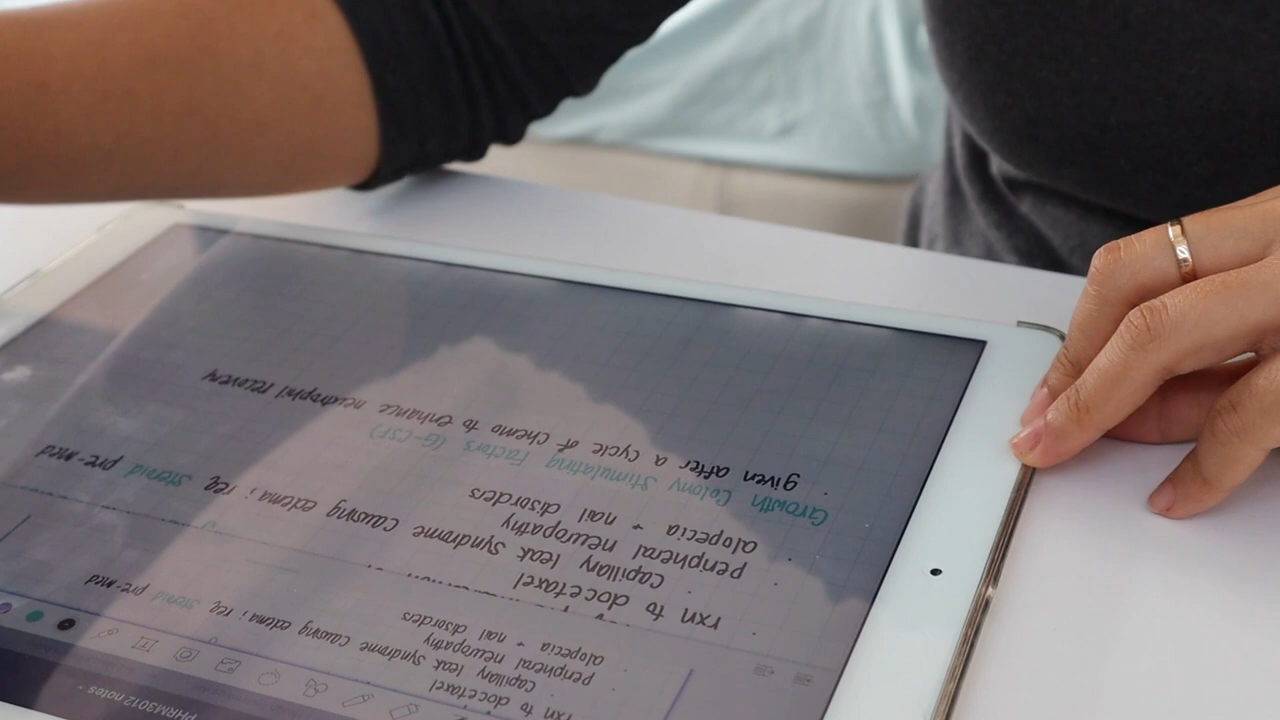 PHRM3012 notes
rxn to docetaxel
capillary leak syndrome causing edema ; req steroid pre-med
peripheral neuropathy
alopecia + nail disorders
rxn to docetaxel
capillary leak syndrome causing edema ; req steroid pre-med
peripheral neuropathy
alopecia + nail disorders
Growth Colony Stimulating Factors (G-CSF)
given after a cycle of chemo to enhance neutrophil recovery